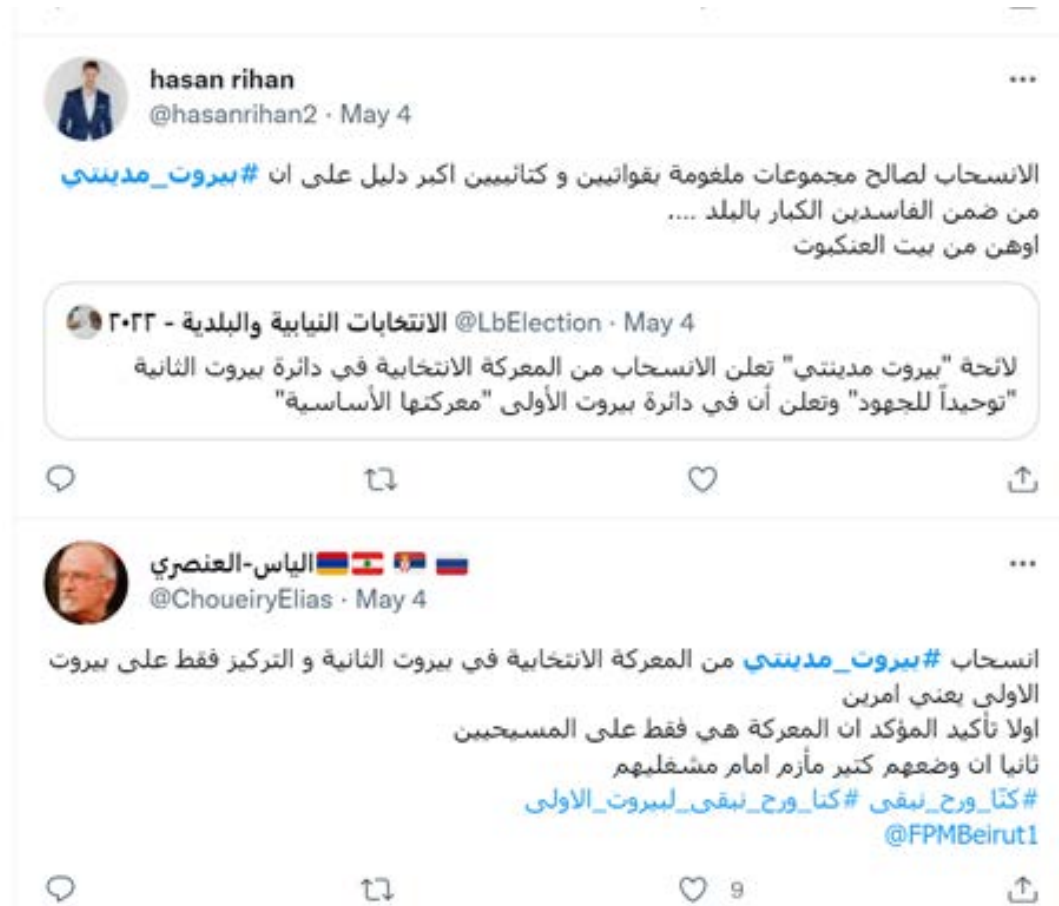 hasan rihan
@hasanrihan2 · May 4
الانسحاب لصالح مجموعات ملغومة بقواتيين و كتائبيين اكبر دليل على ان #بيروت_مدينتي
من ضمن الفاسدين الكبار بالبلد ....
اوهن من بيت العنكبوت
الانتخابات النيابية والبلدية - ٢٠٢٢ @LbElection · May 4
لائحة "بيروت مدينتي" تعلن الانسحاب من المعركة الانتخابية في دائرة بيروت الثانية
"توحيداً للجهود" وتعلن أن في دائرة بيروت الأولى "معركتها الأساسية"
الياس-العنصري
@ChoueiryElias · May 4
انسحاب #بيروت_مدينتي من المعركة الانتخابية في بيروت الثانية و التركيز فقط على بيروت
الاولى يعني امرين
اولا تأكيد المؤكد ان المعركة هي فقط على المسيحيين
ثانيا ان وضعهم كتير مأزم امام مشغليهم
#كنّا_ورح_نبقى #كنا_ورح_نبقى_لبيروت_الاولى
@FPMBeirut1
9